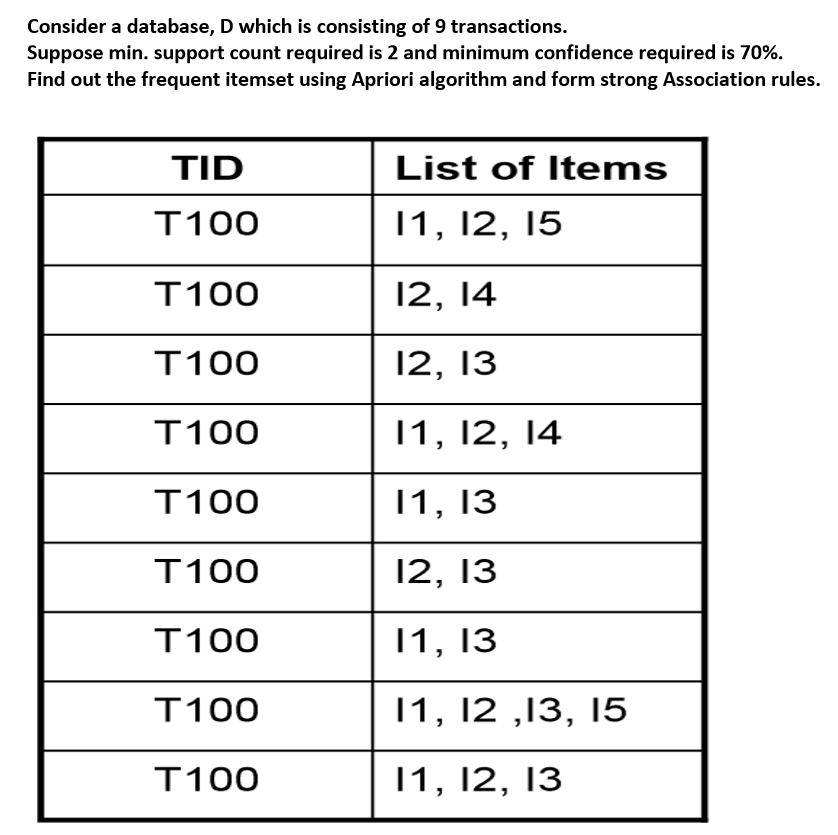 Consider a database, D which is consisting of 9 transactions.
Suppose min. support count required is 2 and minimum confidence required is 70%.
Find out the frequent itemset using Apriori algorithm and form strong Association rules.
TID List of Items
T100 I1, I2, I5
T100 I2, I4
T100 I2, I3
T100 I1, I2, I4
T100 I1, I3
T100 I2, I3
T100 I1, I3
T100 I1, I2 ,I3, I5
T100 I1, I2, I3